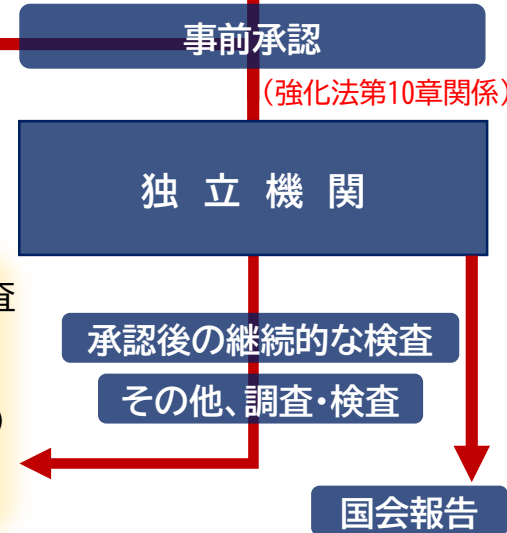 事前承認
(強化法第10章関係)
独立機関
査
承認後の継続的な検査
その他、調査・検査
)
国会報告